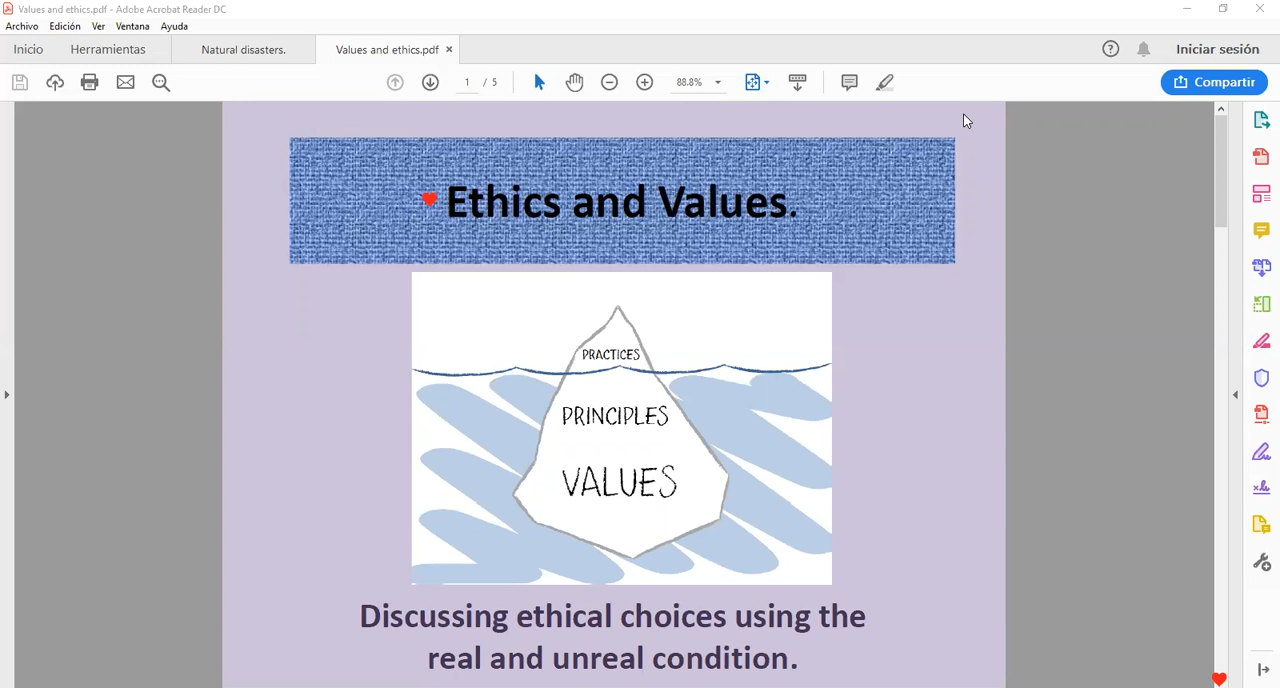 Values and ethics.pdf - Adobe Acrobat Reader DC
Archivo Edición Ver Ventana Ayuda
Inicio Herramientas Natural disasters. Values and ethics.pdf × Iniciar sesión
1 / 5 88.8% Compartir
Ethics and Values.
PRACTICES
PRINCIPLES
VALUES
Discussing ethical choices using the
real and unreal condition.